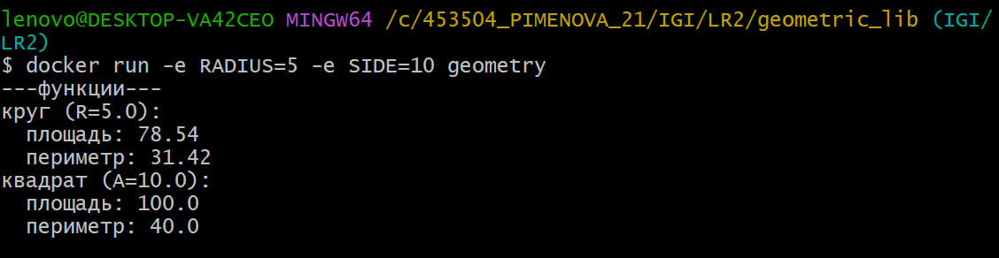 lenovo@DESKTOP-VA42CEO MINGW64 /c/453504_PIMENOVA_21/IGI/LR2/geometric_lib (IGI/
LR2)
$ docker run -e RADIUS=5 -e SIDE=10 geometry
---функции---
круг (R=5.0):
  площадь: 78.54
  периметр: 31.42
квадрат (A=10.0):
  площадь: 100.0
  периметр: 40.0